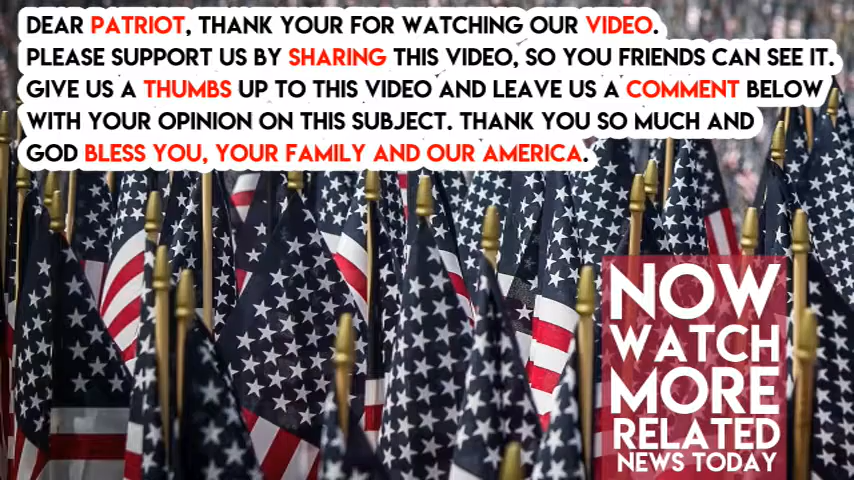 DEAR PATRIOT, THANK YOUR FOR WATCHING OUR VIDEO.
PLEASE SUPPORT US BY SHARING THIS VIDEO, SO YOU FRIENDS CAN SEE IT.
GIVE US A THUMBS UP TO THIS VIDEO AND LEAVE US A COMMENT BELOW
WITH YOUR OPINION ON THIS SUBJECT. THANK YOU SO MUCH AND
GOD BLESS YOU, YOUR FAMILY AND OUR AMERICA.
NOW
WATCH
MORE
RELATED
NEWS TODAY